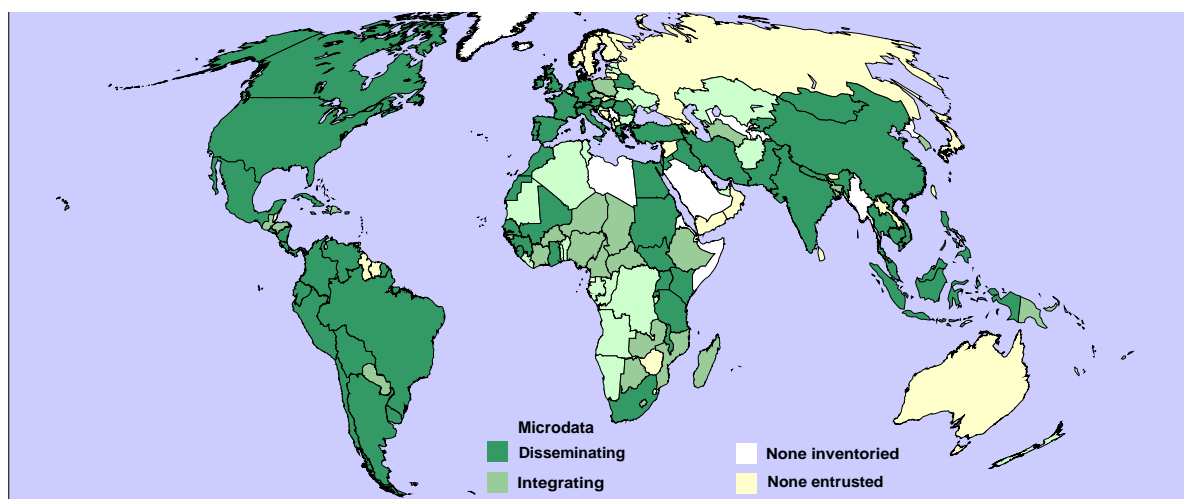 Microdata
Disseminating
Integrating
None inventoried
None entrusted